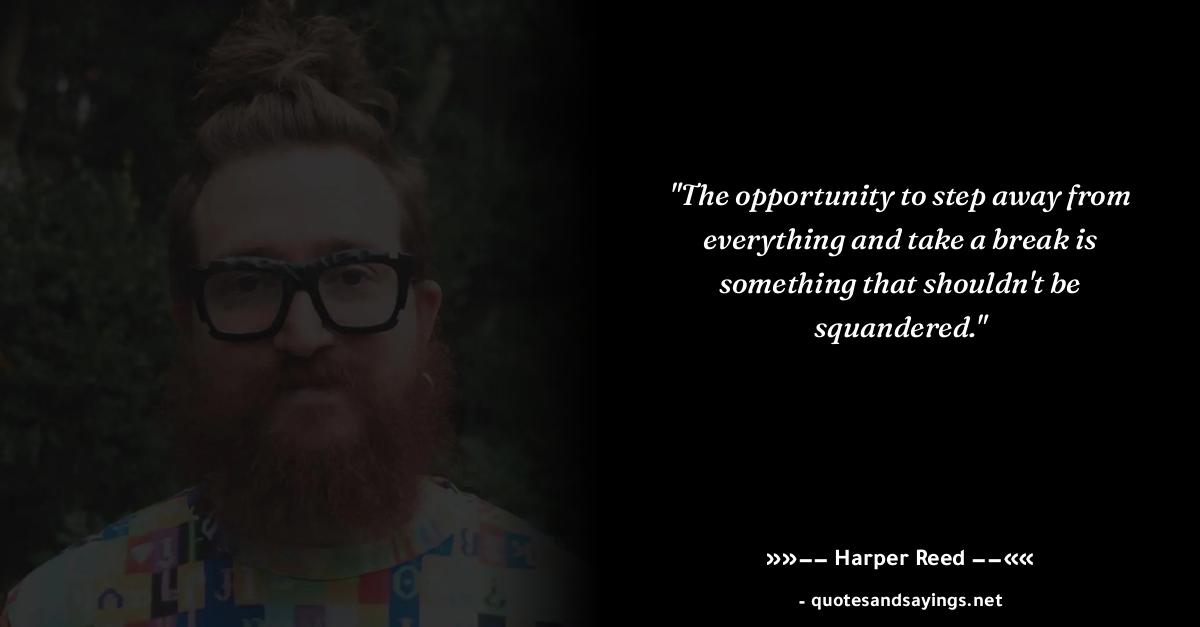 "The opportunity to step away from
everything and take a break is
something that shouldn't be
squandered."
»»–– Harper Reed ––««
- quotesandsayings.net